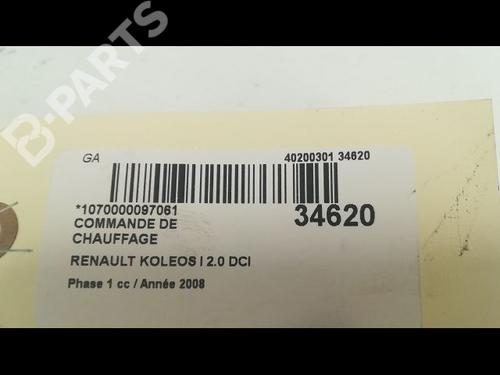 B-PARTS
GA
40200301 34620
*1070000097061
34620
COMMANDE DE
CHAUFFAGE
RENAULT KOLEOS I 2.0 DCI
Phase 1 cc / Année 2008